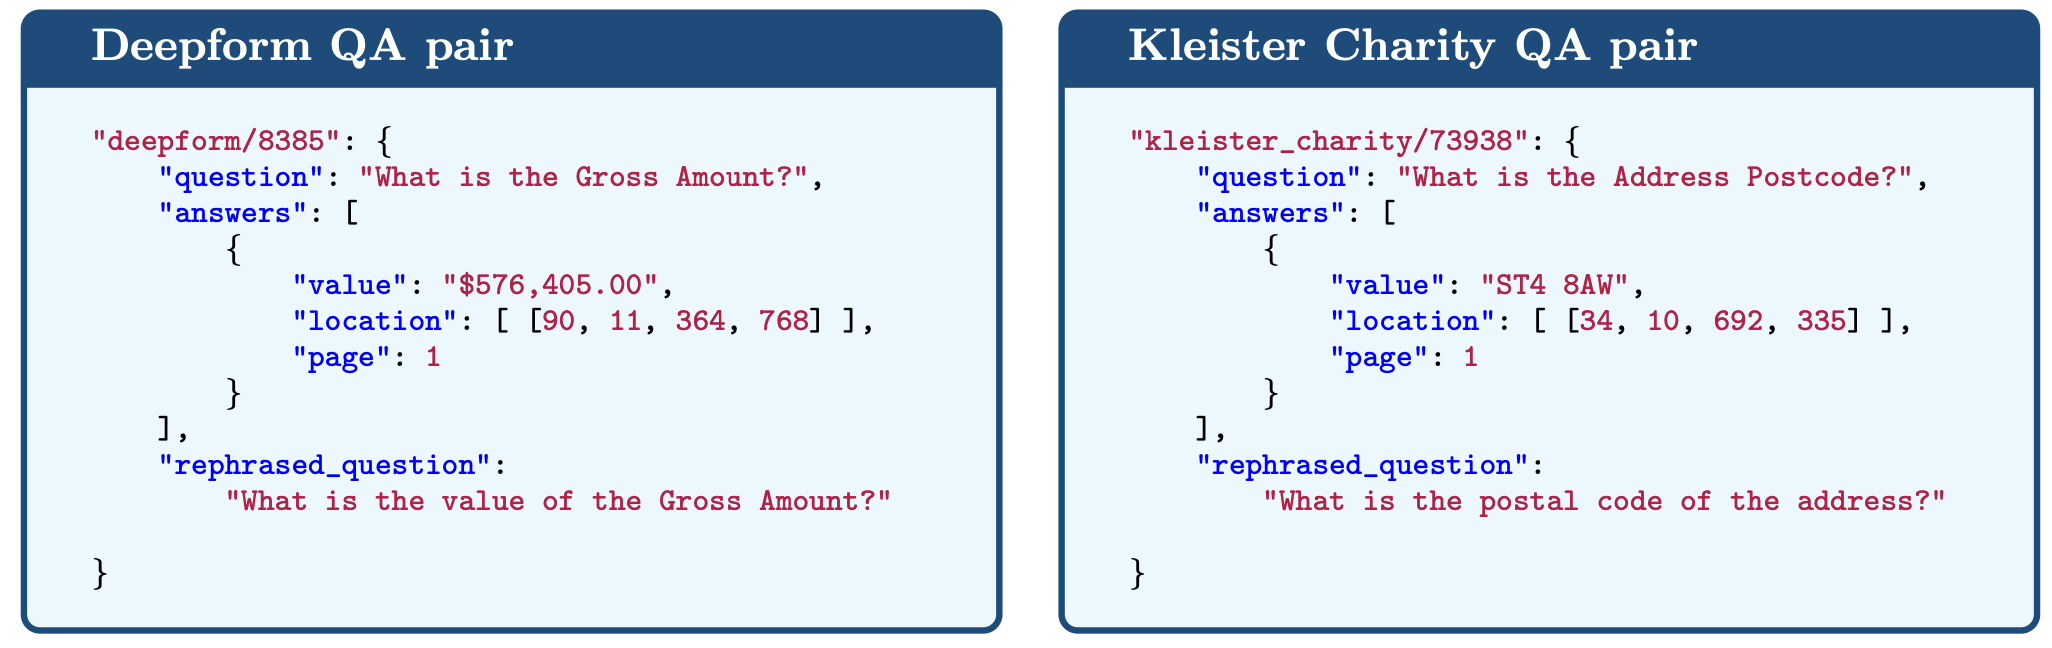 Deepform QA pair
"deepform/8385": {
    "question": "What is the Gross Amount?",
    "answers": [
        {
            "value": "$576,405.00",
            "location": [ [90, 11, 364, 768] ],
            "page": 1
        }
    ],
    "rephrased_question":
        "What is the value of the Gross Amount?"
}
Kleister Charity QA pair
"kleister_charity/73938": {
    "question": "What is the Address Postcode?",
    "answers": [
        {
            "value": "ST4 8AW",
            "location": [ [34, 10, 692, 335] ],
            "page": 1
        }
    ],
    "rephrased_question":
        "What is the postal code of the address?"
}